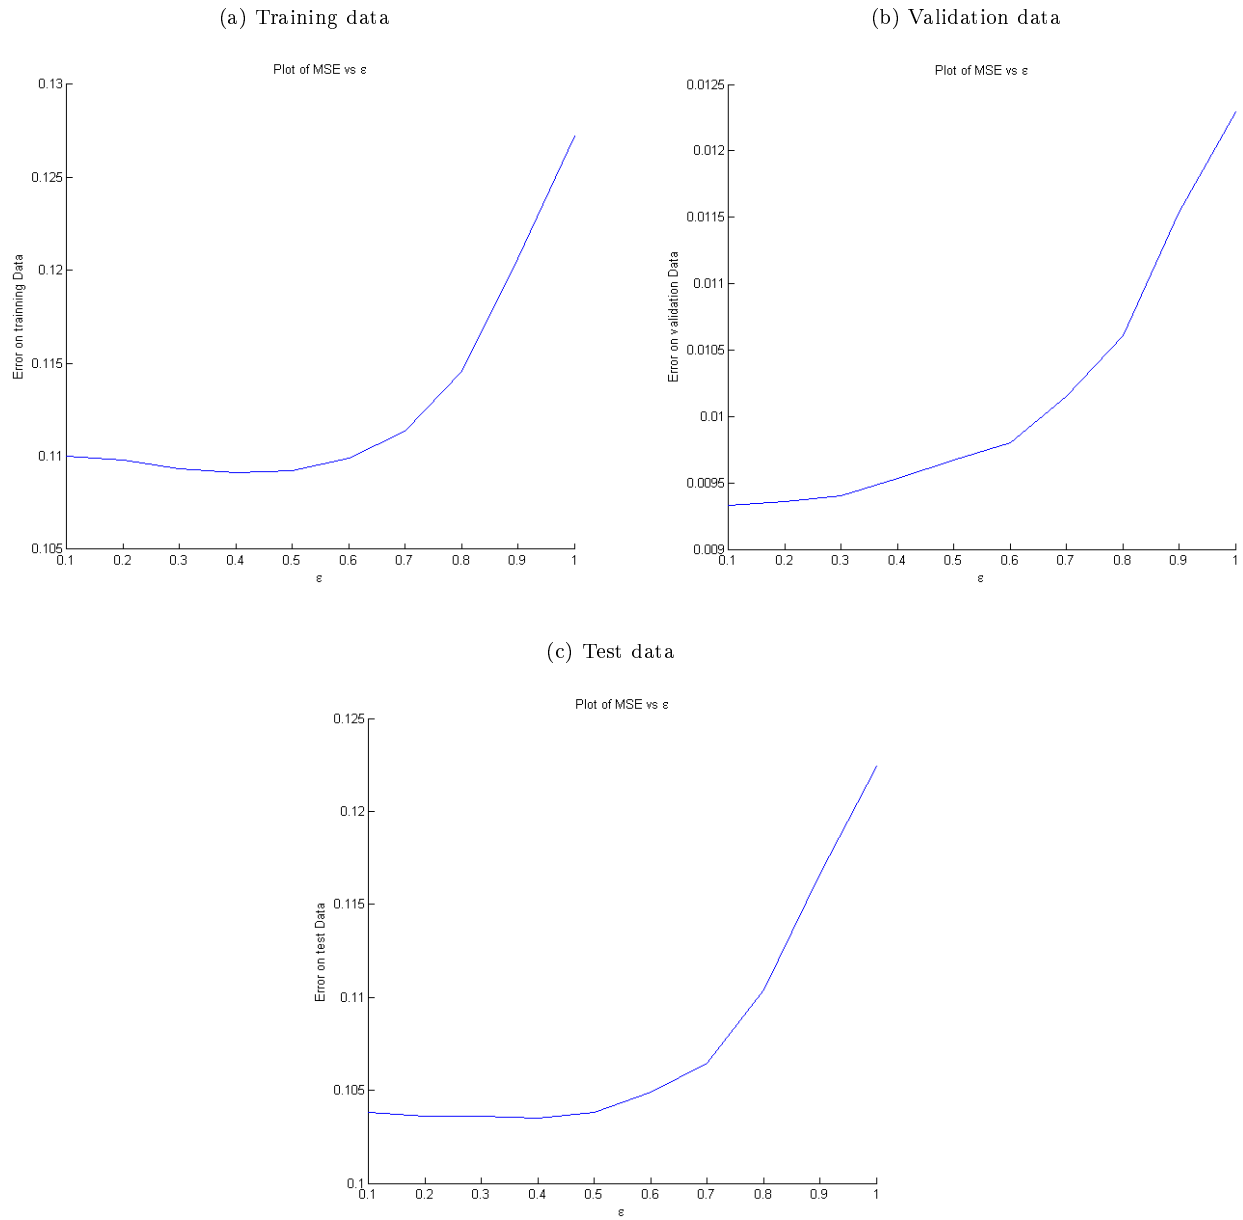 (a) Training data
(b) Validation data
Plot of MSE vs ε
0.13
0.125
0.12
0.115
0.11
0.105
Error on trainning Data
0.1 0.2 0.3 0.4 0.5 0.6 0.7 0.8 0.9 1
ε
Plot of MSE vs ε
0.0125
0.012
0.0115
0.011
0.0105
0.01
0.0095
0.009
Error on validation Data
0.1 0.2 0.3 0.4 0.5 0.6 0.7 0.8 0.9 1
ε
(c) Test data
Plot of MSE vs ε
0.125
0.12
0.115
0.11
0.105
0.1
Error on test Data
0.1 0.2 0.3 0.4 0.5 0.6 0.7 0.8 0.9 1
ε